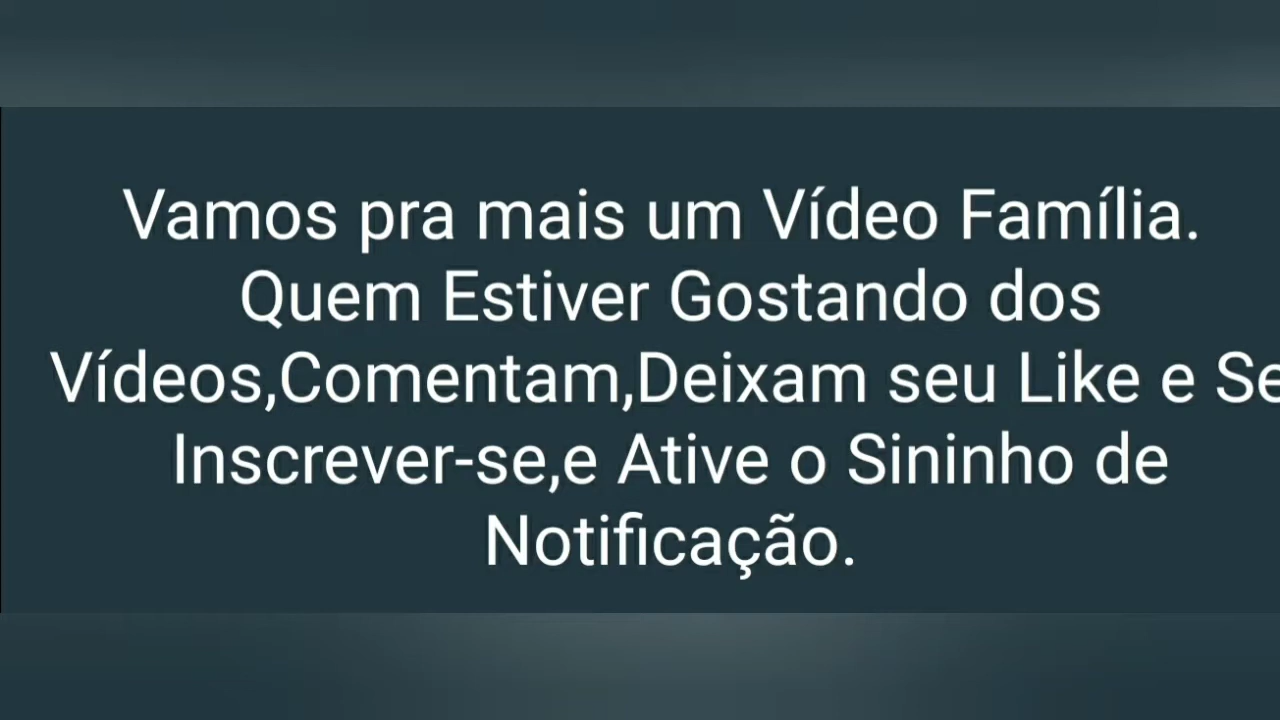 Vamos pra mais um Vídeo Família.
Quem Estiver Gostando dos
Vídeos,Comentam,Deixam seu Like e Se
Inscrever-se,e Ative o Sininho de
Notificação.